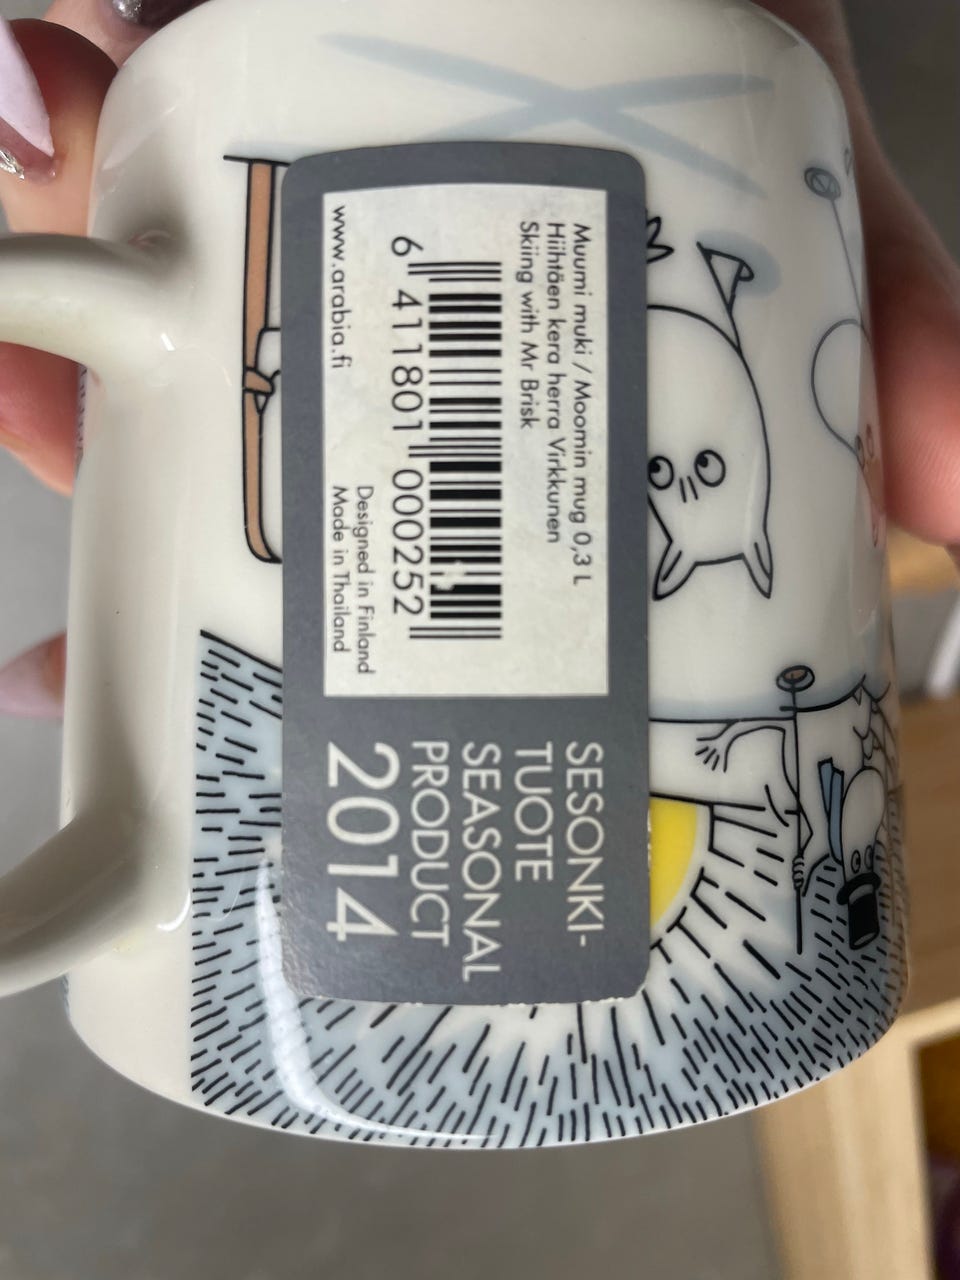 Muumi muki / Moomin mug 0,3 L
Hiihtäen kera herra Virkkunen
Skiing with Mr Brisk
6 411801 000252
www.arabia.fi
Designed in Finland
Made in Thailand
SESONKI-
TUOTE
SEASONAL
PRODUCT
2014